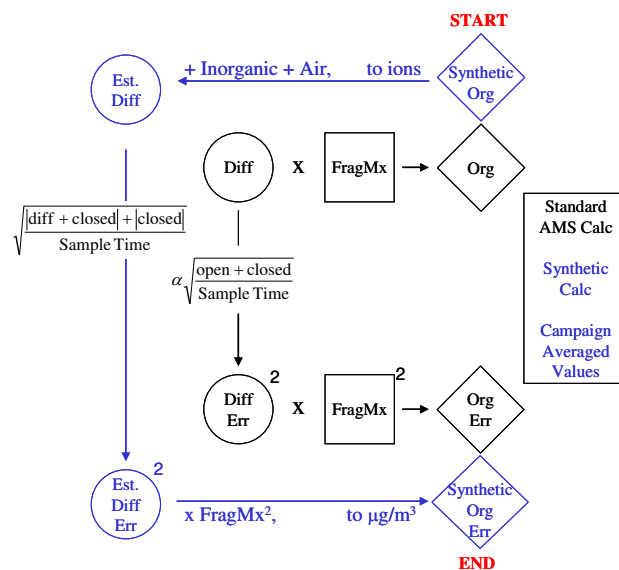 START
+ Inorganic + Air, to ions
Est.
Diff
Synthetic
Org
Diff
X
FragMx
Org
√(|diff + closed| + |closed| / Sample Time)
α√(open + closed / Sample Time)
Standard
AMS Calc
Synthetic
Calc
Campaign
Averaged
Values
Diff
Err
2
X
FragMx
2
Org
Err
Est.
Diff
Err
2
x FragMx², to µg/m³
Synthetic
Org
Err
END